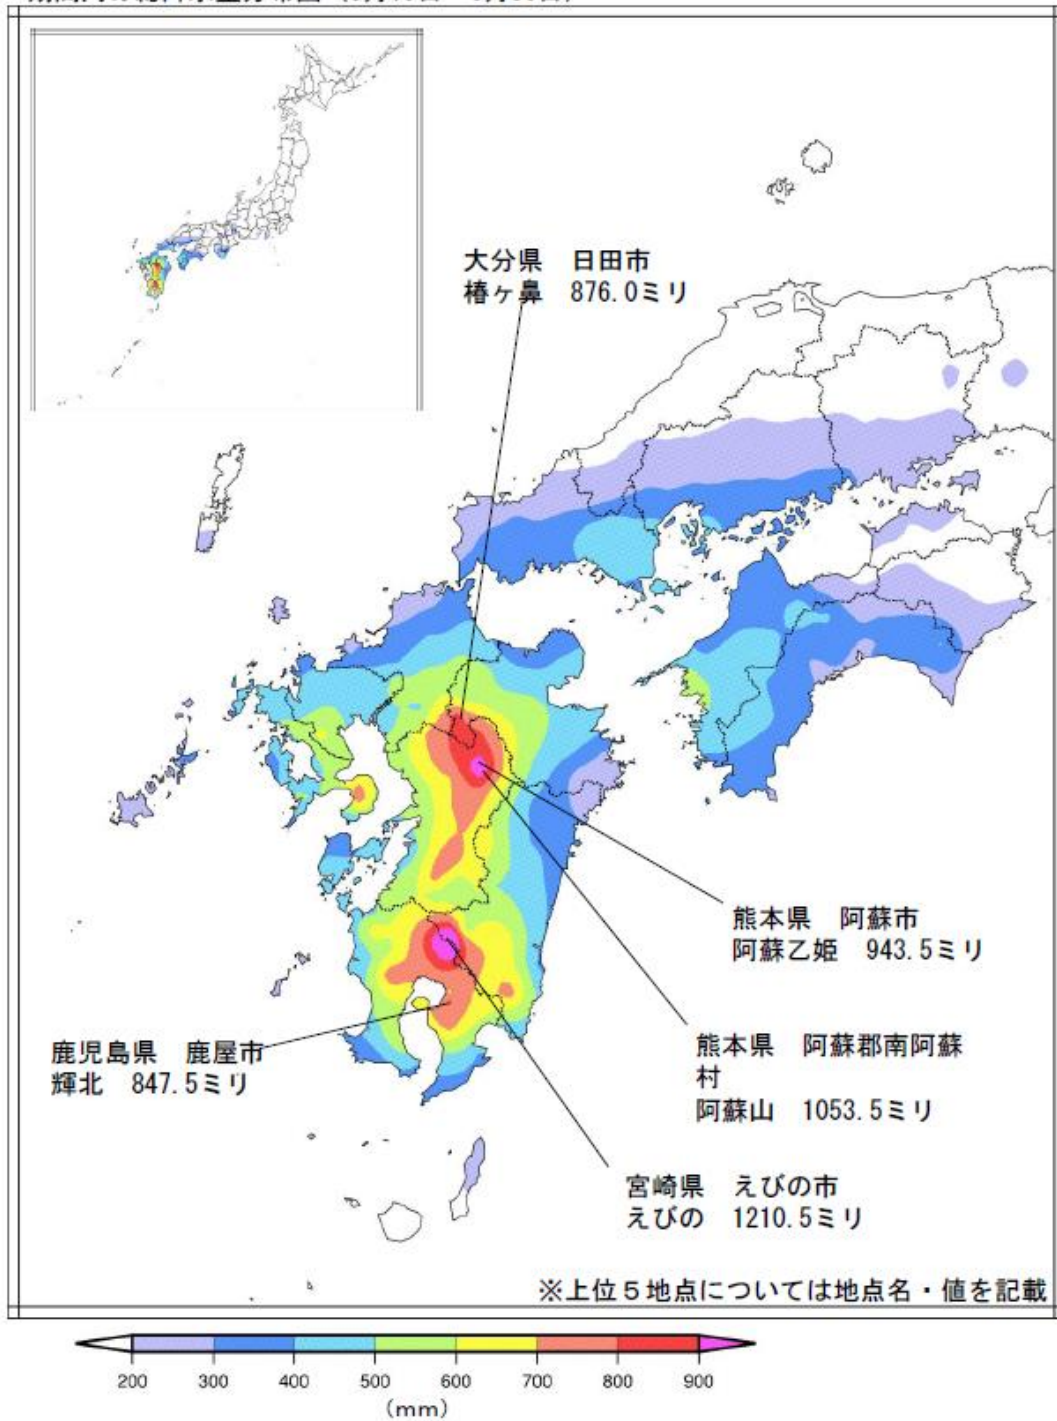 大分県　日田市
椿ヶ鼻　876.0ミリ
熊本県　阿蘇市
阿蘇乙姫　943.5ミリ
鹿児島県　鹿屋市
輝北　847.5ミリ
熊本県　阿蘇郡南阿蘇
村
阿蘇山　1053.5ミリ
宮崎県　えびの市
えびの　1210.5ミリ
※上位５地点については地点名・値を記載
200 300 400 500 600 700 800 900
(mm)